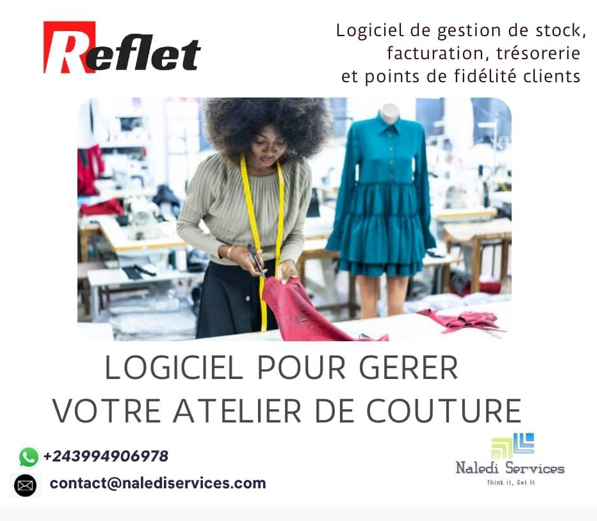 Reflet
Logiciel de gestion de stock,
facturation, trésorerie
et points de fidélité clients
LOGICIEL POUR GERER
VOTRE ATELIER DE COUTURE
+243994906978
contact@nalediservices.com
Naledi Services
Think it, Get It